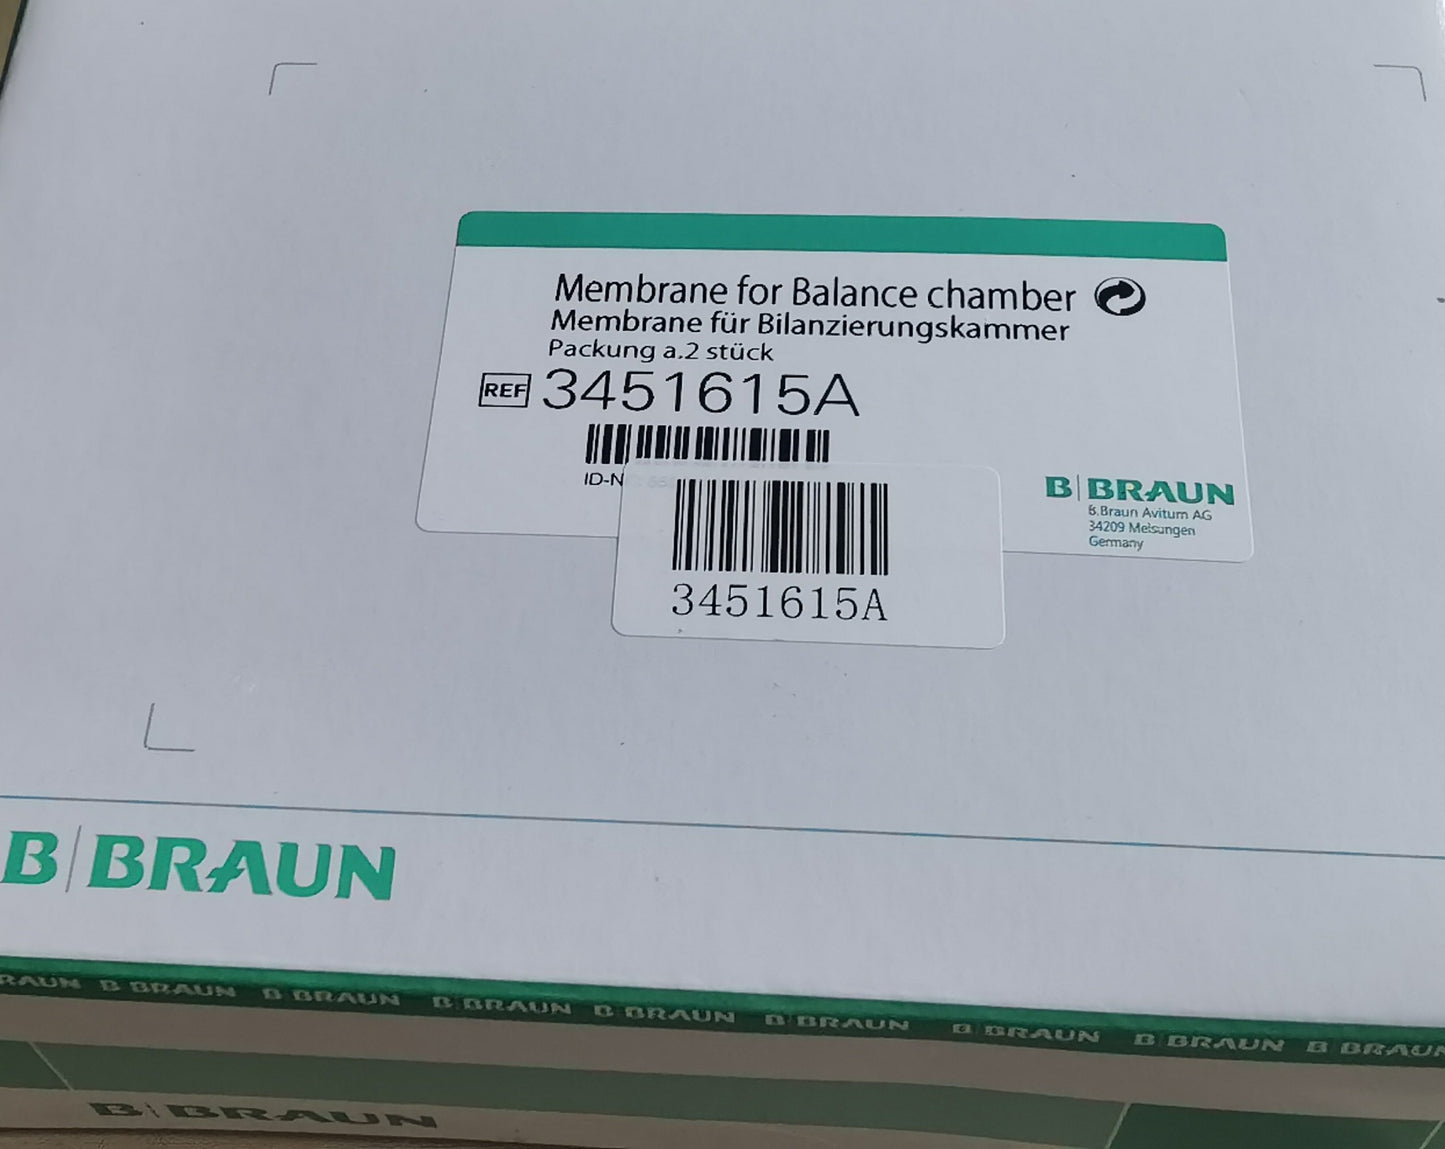 Membrane for Balance chamber
Membrane für Bilanzierungskammer
Packung a.2 stück
REF 3451615A
ID-N
3451615A
B BRAUN
B.Braun Avitum AG
34209 Melsungen
Germany
B BRAUN
RAUN B BRAUN B BRAUN B BRAUN B BRAUN B BRAUN B BRAUN B BRAUN B BRAUN
B BRAUN